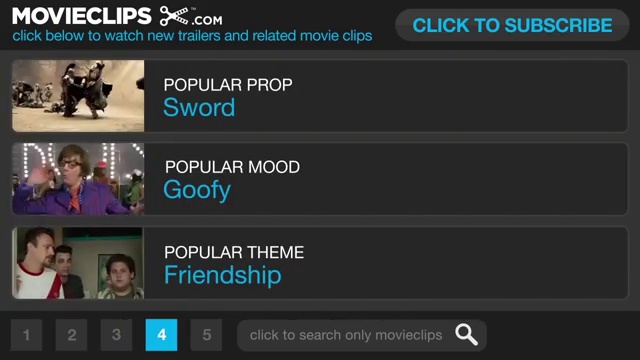 MOVIECLIPS .COM
click below to watch new trailers and related movie clips
CLICK TO SUBSCRIBE
POPULAR PROP
Sword
POPULAR MOOD
Goofy
POPULAR THEME
Friendship
1 2 3 4 5
click to search only movieclips